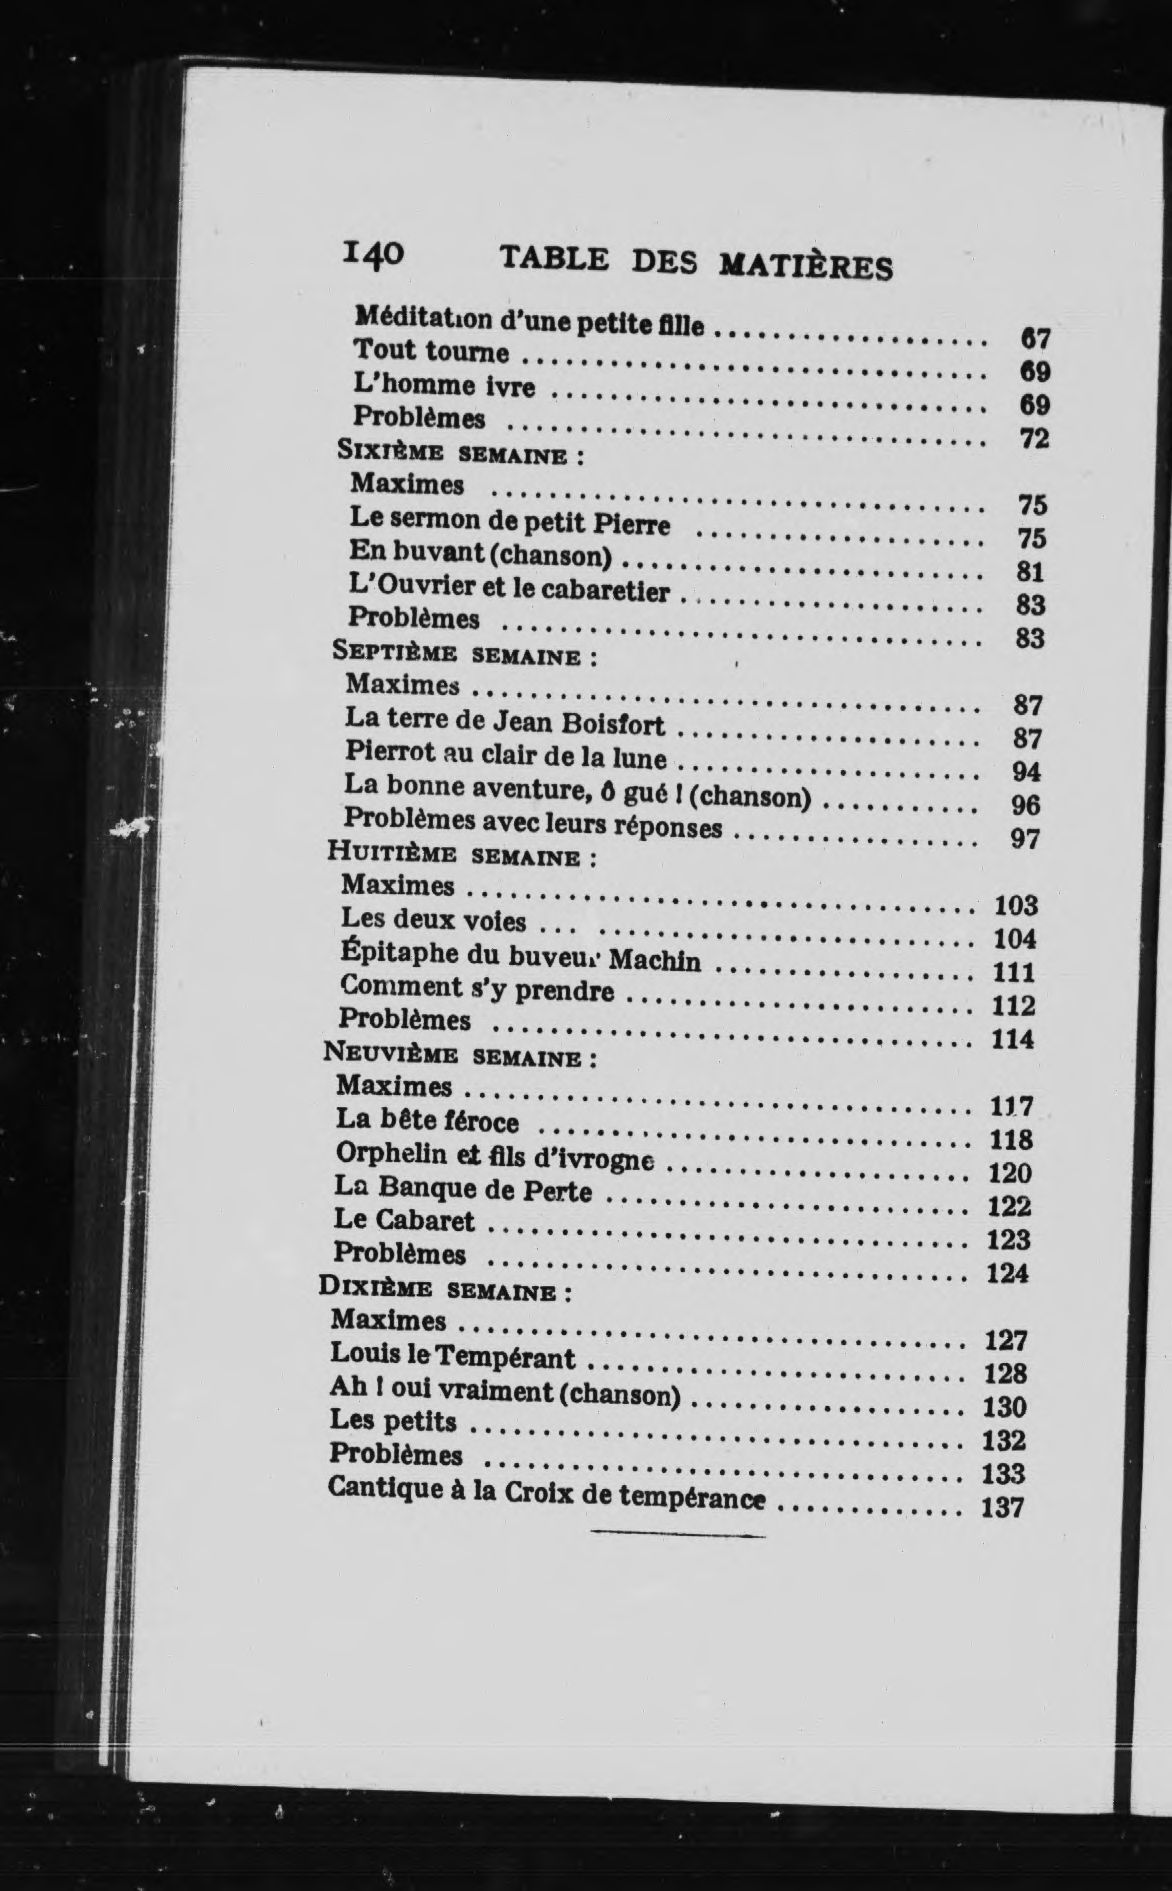 140 TABLE DES MATIÈRES
Méditation d'une petite fille ................... 67
Tout tourne ................................ 69
L'homme ivre .............................. 69
Problèmes ................................. 72
SIXIÈME SEMAINE :
Maximes .................................. 75
Le sermon de petit Pierre .................... 75
En buvant (chanson) ......................... 81
L'Ouvrier et le cabaretier ..................... 83
Problèmes ................................. 83
SEPTIÈME SEMAINE :
Maximes ................................... 87
La terre de Jean Boisfort ..................... 87
Pierrot au clair de la lune ..................... 94
La bonne aventure, ô gué ! (chanson) ........... 96
Problèmes avec leurs réponses ................. 97
HUITIÈME SEMAINE :
Maximes ................................... 103
Les deux voies ... .......................... 104
Épitaphe du buveur Machin .................. 111
Comment s'y prendre ........................ 112
Problèmes ................................. 114
NEUVIÈME SEMAINE :
Maximes ................................... 117
La bête féroce .............................. 118
Orphelin et fils d'ivrogne ..................... 120
La Banque de Perte ......................... 122
Le Cabaret ................................. 123
Problèmes ................................. 124
DIXIÈME SEMAINE :
Maximes ................................... 127
Louis le Tempérant .......................... 128
Ah ! oui vraiment (chanson) ................... 130
Les petits .................................. 132
Problèmes ................................. 133
Cantique à la Croix de tempérance ............. 137